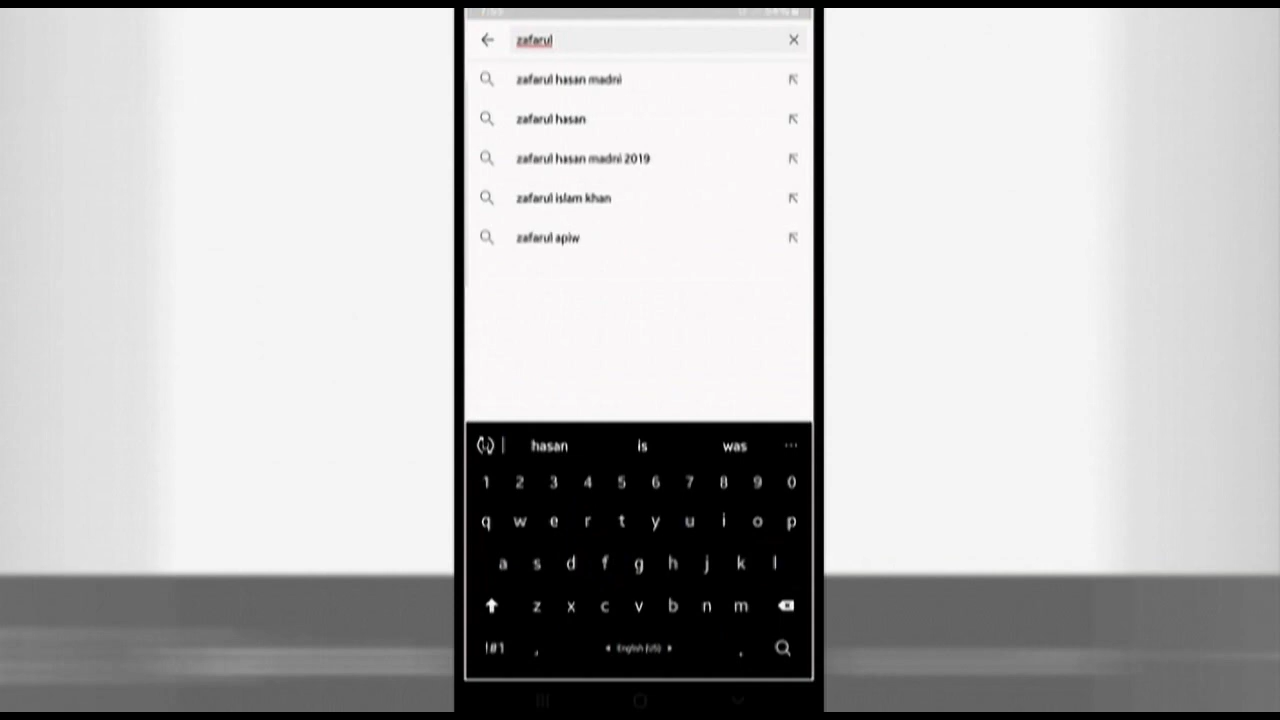 zafarul
zafarul hasan madni
zafarul hasan
zafarul hasan madni 2019
zafarul islam khan
zafarul apiw
hasan is was ...
1 2 3 4 5 6 7 8 9 0
q w e r t y u i o p
a s d f g h j k l
z x c v b n m
!#1 , English (US) .